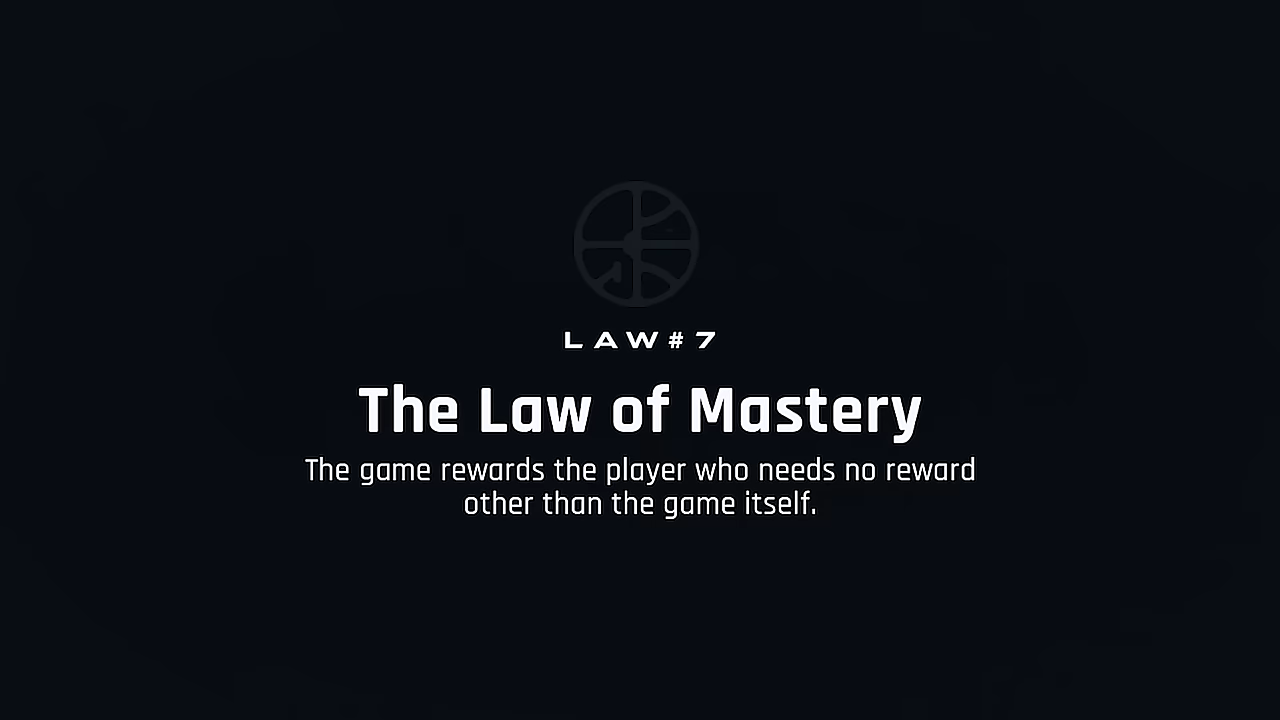 LAW#7
The Law of Mastery
The game rewards the player who needs no reward
other than the game itself.